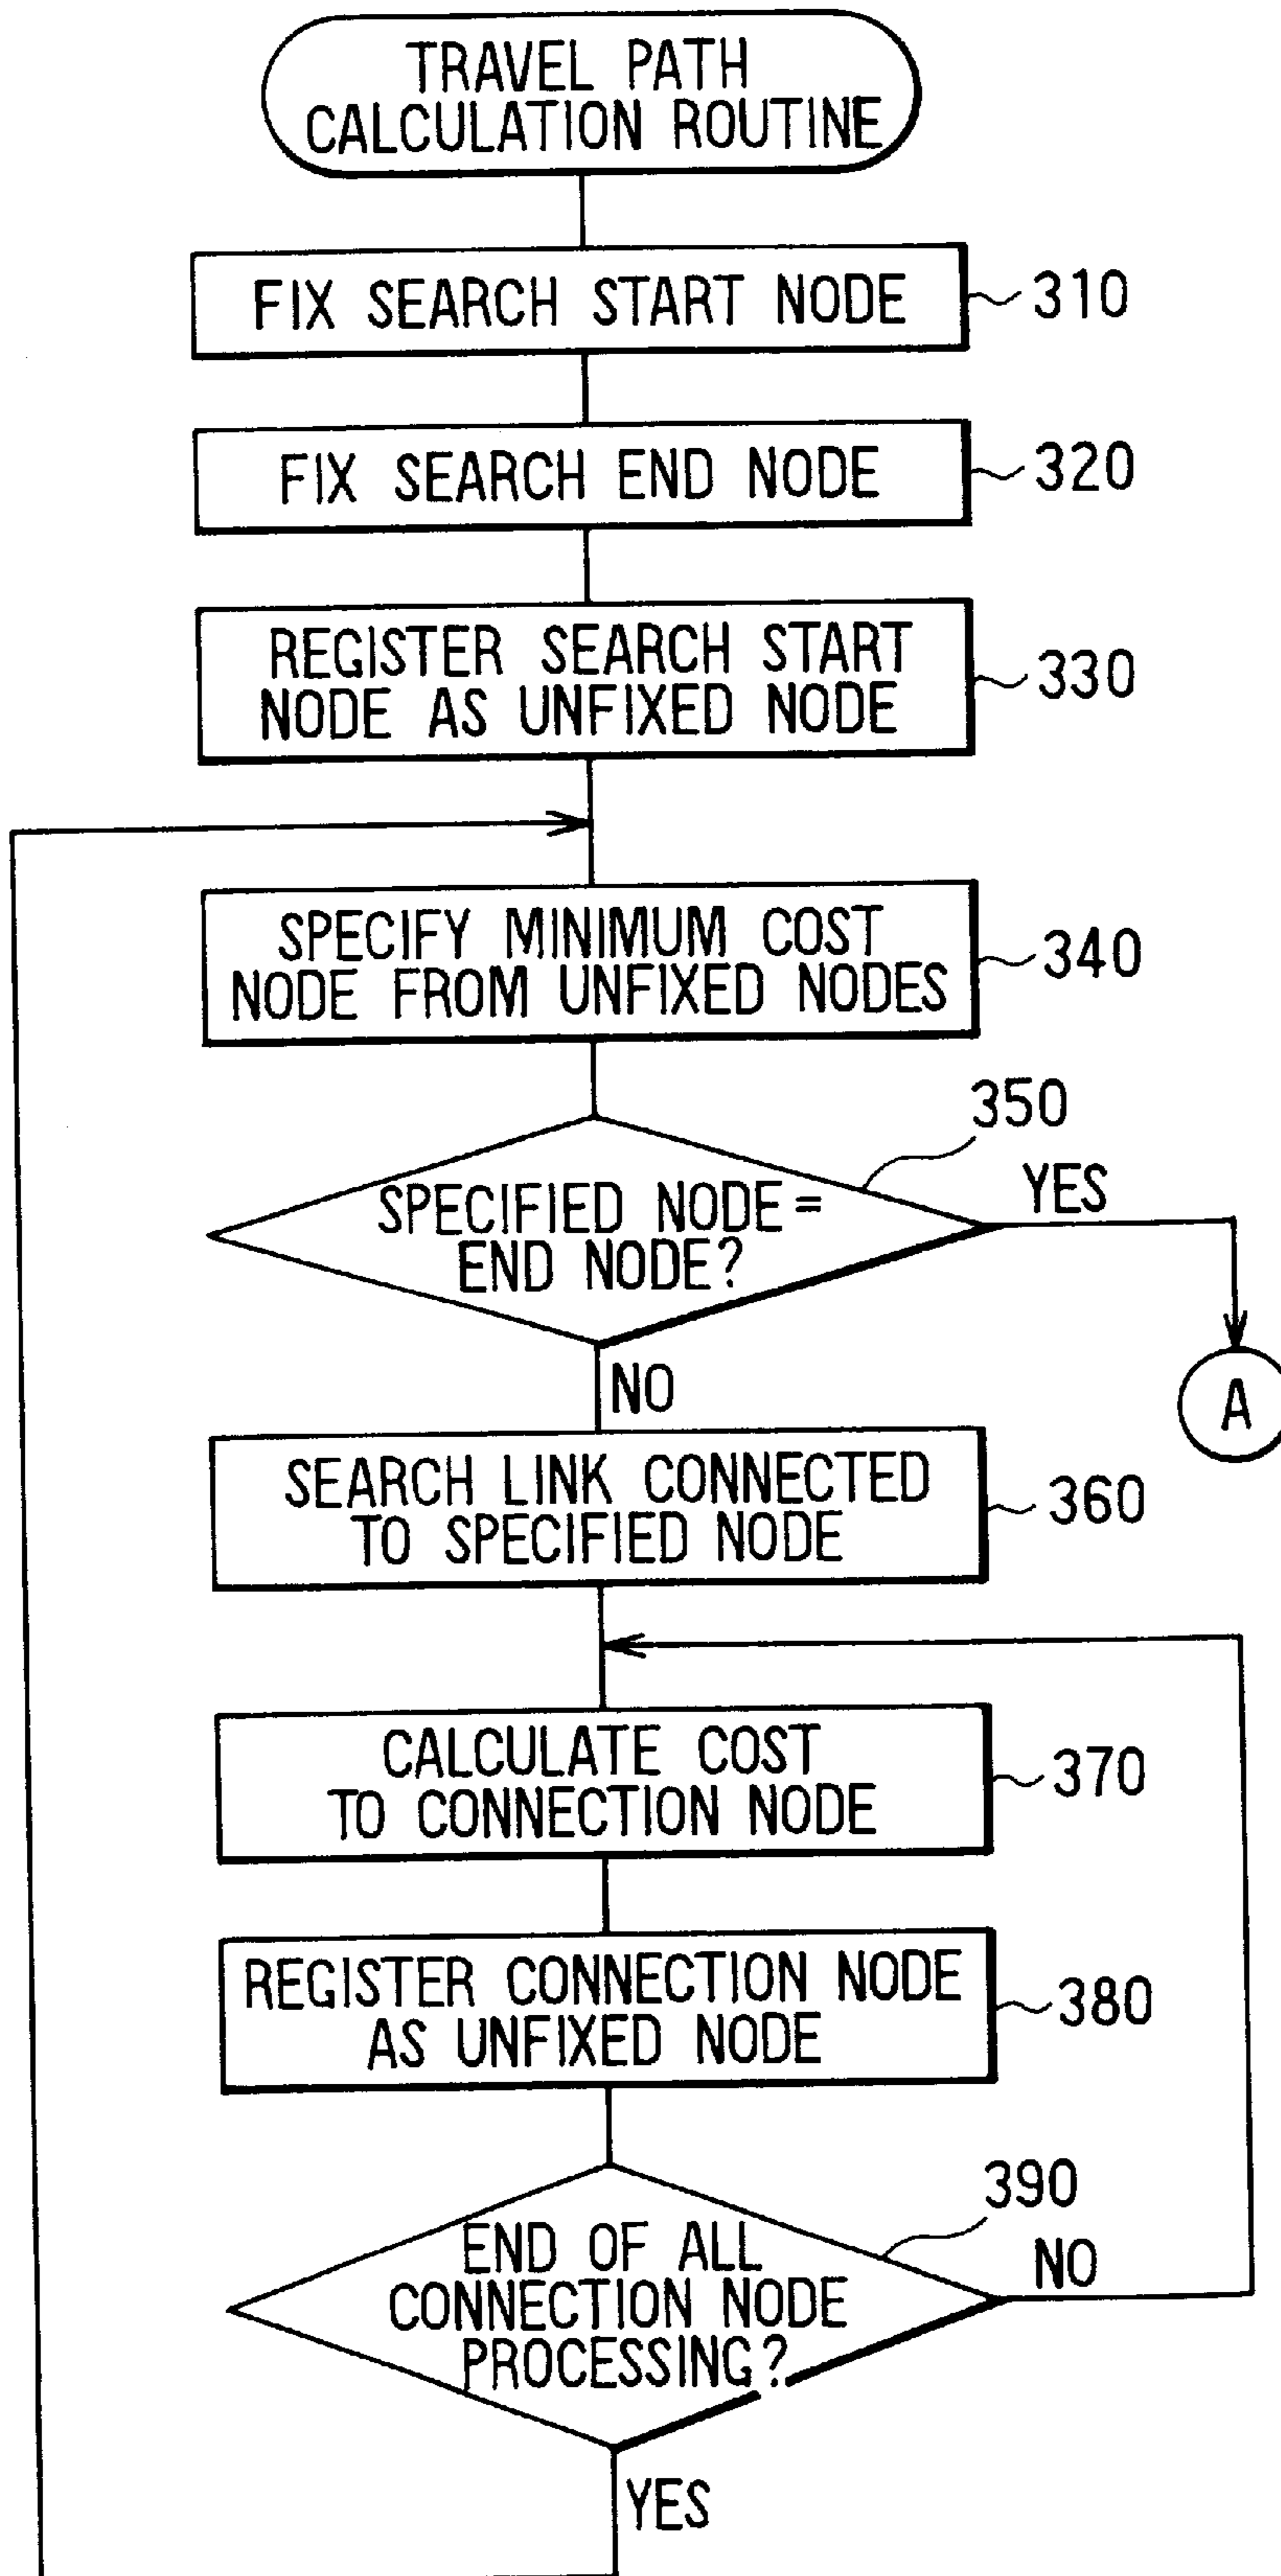 TRAVEL PATH
CALCULATION ROUTINE
FIX SEARCH START NODE
310
FIX SEARCH END NODE
320
REGISTER SEARCH START
NODE AS UNFIXED NODE
330
SPECIFY MINIMUM COST
NODE FROM UNFIXED NODES
340
350
SPECIFIED NODE =
END NODE?
YES
NO
A
SEARCH LINK CONNECTED
TO SPECIFIED NODE
360
CALCULATE COST
TO CONNECTION NODE
370
REGISTER CONNECTION NODE
AS UNFIXED NODE
380
390
END OF ALL
CONNECTION NODE
PROCESSING?
NO
YES